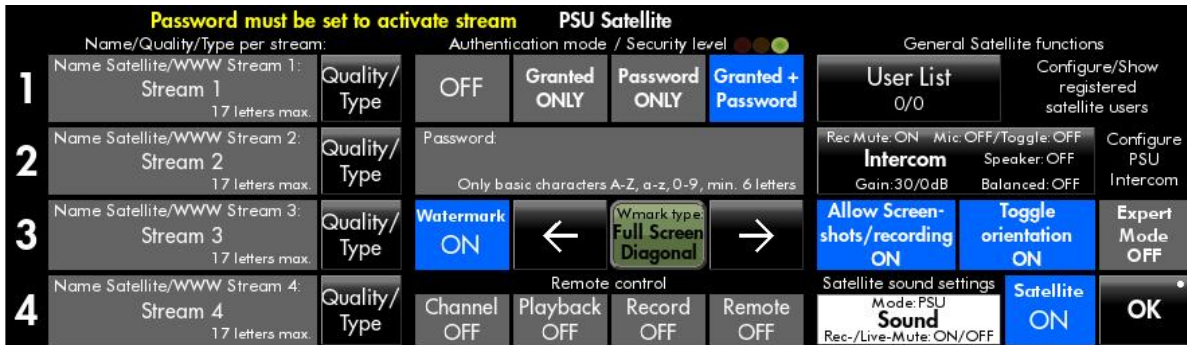 Password must be set to activate stream PSU Satellite
Name/Quality/Type per stream:
Authentication mode / Security level
General Satellite functions
1
Name Satellite/WWW Stream 1:
Stream 1
17 letters max.
Quality/
Type
OFF
Granted
ONLY
Password
ONLY
Granted +
Password
User List
0/0
Configure/Show
registered
satellite users
2
Name Satellite/WWW Stream 2:
Stream 2
17 letters max.
Quality/
Type
Password:
Only basic characters A-Z, a-z, 0-9, min. 6 letters
Rec Mute: ON Mic: OFF/Toggle: OFF
Intercom Speaker: OFF
Gain: 30/0dB Balanced: OFF
Configure
PSU
Intercom
3
Name Satellite/WWW Stream 3:
Stream 3
17 letters max.
Quality/
Type
Watermark
ON
←
Wmark type:
Full Screen
Diagonal
→
Allow Screen-
shots/recording
ON
Toggle
orientation
ON
Expert
Mode
OFF
4
Name Satellite/WWW Stream 4:
Stream 4
17 letters max.
Quality/
Type
Remote control
Channel
OFF
Playback
OFF
Record
OFF
Remote
OFF
Satellite sound settings
Mode: PSU
Sound
Rec-/Live-Mute: ON/OFF
Satellite
ON
OK